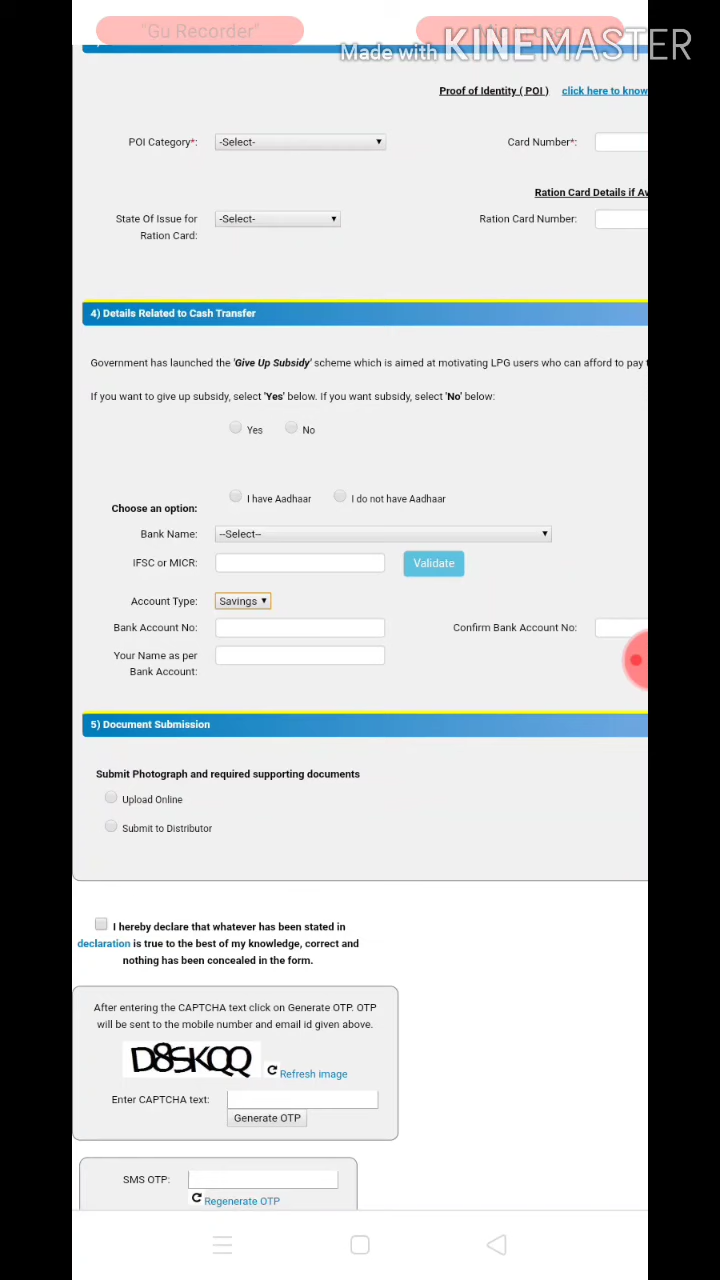 "Gu Recorder"
Made with KINEMASTER
Proof of Identity ( POI ) click here to know
POI Category*: -Select- Card Number*:
Ration Card Details if Av
State Of Issue for Ration Card: -Select- Ration Card Number:
4) Details Related to Cash Transfer
Government has launched the 'Give Up Subsidy' scheme which is aimed at motivating LPG users who can afford to pay
If you want to give up subsidy, select 'Yes' below. If you want subsidy, select 'No' below:
Yes No
I have Aadhaar I do not have Aadhaar
Choose an option:
Bank Name: --Select--
IFSC or MICR: Validate
Account Type: Savings
Bank Account No: Confirm Bank Account No:
Your Name as per
Bank Account:
5) Document Submission
Submit Photograph and required supporting documents
Upload Online
Submit to Distributor
I hereby declare that whatever has been stated in
declaration is true to the best of my knowledge, correct and
nothing has been concealed in the form.
After entering the CAPTCHA text click on Generate OTP. OTP
will be sent to the mobile number and email id given above.
D8SKQQ Refresh image
Enter CAPTCHA text:
Generate OTP
SMS OTP:
Regenerate OTP